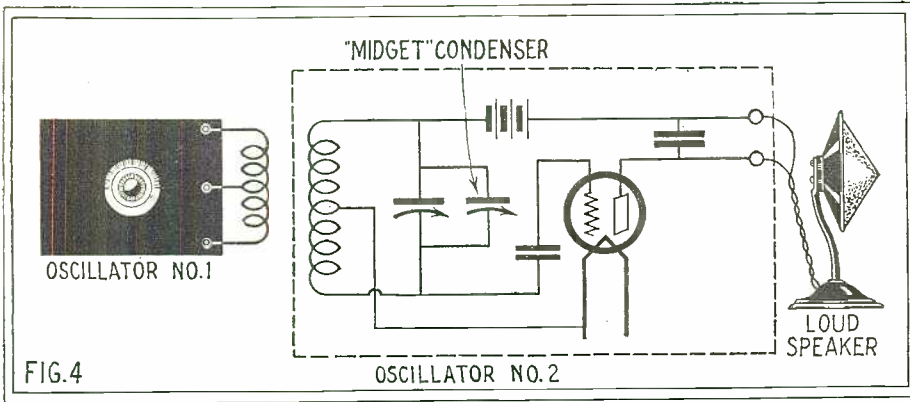 "MIDGET" CONDENSER
OSCILLATOR NO.1
LOUD
SPEAKER
FIG.4
OSCILLATOR NO.2